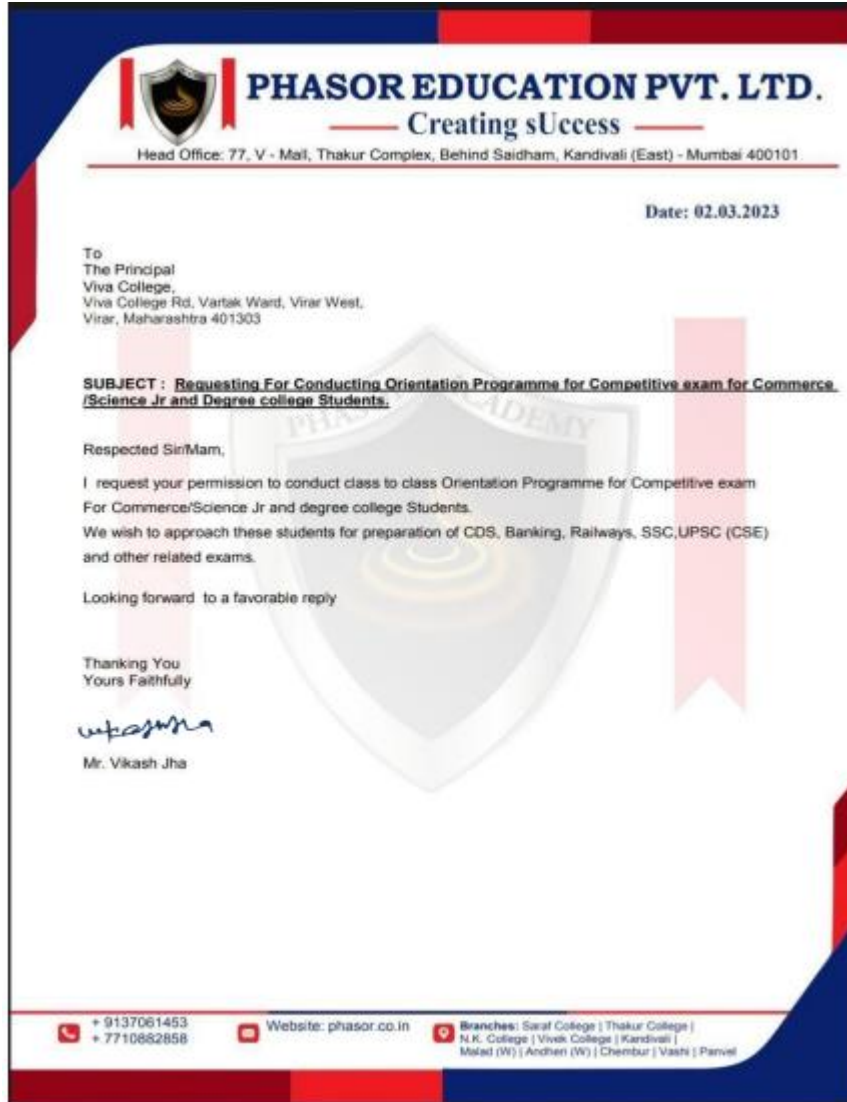 PHASOR EDUCATION PVT. LTD.
Creating sUccess
Head Office: 77, V - Mall, Thakur Complex, Behind Saidham, Kandivali (East) - Mumbai 400101
Date: 02.03.2023
To
The Principal
Viva College,
Viva College Rd, Vartak Ward, Virar West,
Virar, Maharashtra 401303
SUBJECT : Requesting For Conducting Orientation Programme for Competitive exam for Commerce
/Science Jr and Degree college Students.
PHASOR ACADEMY
Respected Sir/Mam,
I request your permission to conduct class to class Orientation Programme for Competitive exam
For Commerce/Science Jr and degree college Students.
We wish to approach these students for preparation of CDS, Banking, Railways, SSC,UPSC (CSE)
and other related exams.
Looking forward to a favorable reply
Thanking You
Yours Faithfully
Mr. Vikash Jha
+ 9137061453
+ 7710882858
Website: phasor.co.in
Branches: Saraf College | Thakur College |
N.K. College | Vivek College | Kandivali |
Malad (W) | Andheri (W) | Chembur | Vashi | Panvel